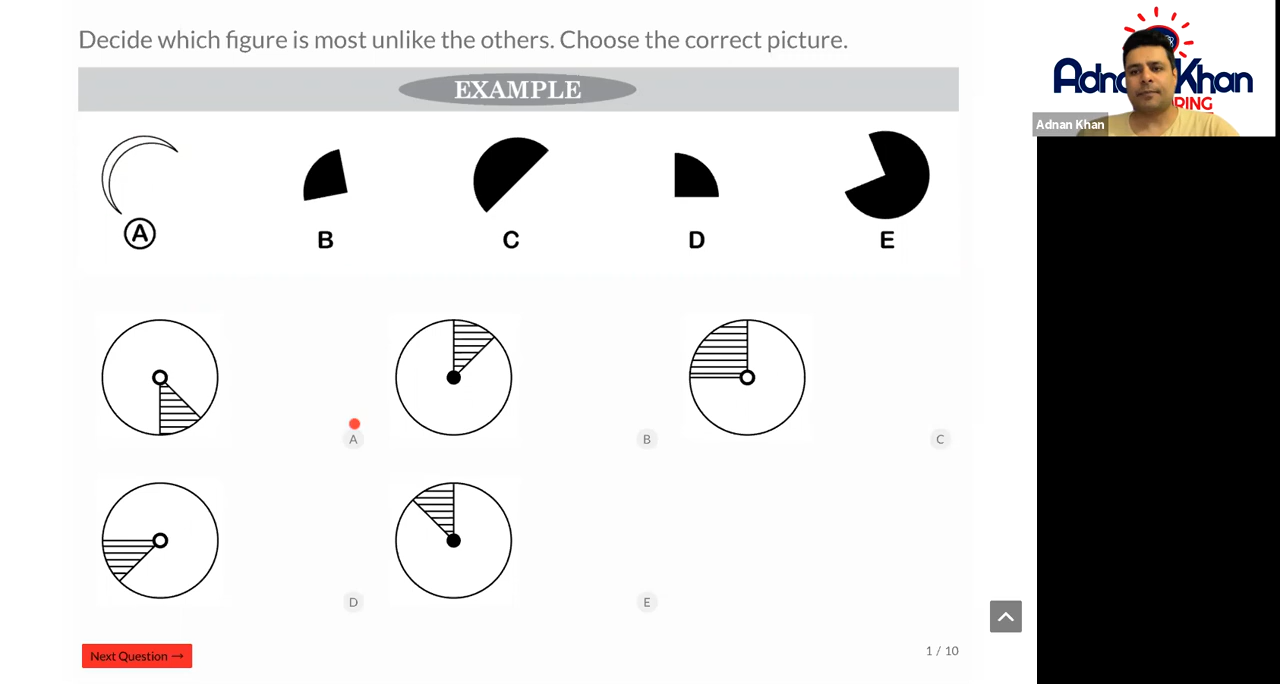 Decide which figure is most unlike the others. Choose the correct picture.
EXAMPLE
A B C D E
Adnan Khan
RING
Adnan Khan
A B C
D E
Next Question →
1 / 10